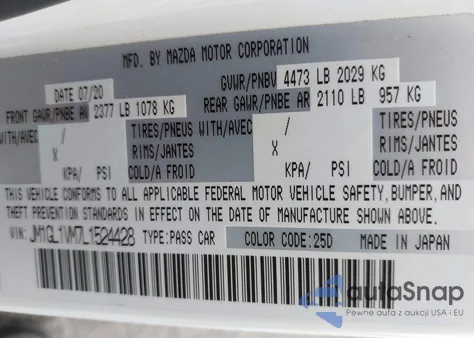 MFD. BY MAZDA MOTOR CORPORATION
DATE 07/20 GVWR/PNBV 4473 LB 2029 KG
FRONT GAWR/PNBE AV 2377 LB 1078 KG REAR GAWR/PNBE AR 2110 LB 957 KG
WITH/AVEC / TIRES/PNEUS WITH/AVEC / TIRES/PNEUS
X RIMS/JANTES X RIMS/JANTES
KPA/ PSI COLD/A FROID KPA/ PSI COLD/A FROID
THIS VEHICLE CONFORMS TO ALL APPLICABLE FEDERAL MOTOR VEHICLE SAFETY, BUMPER, AND
THEFT PREVENTION STANDARDS IN EFFECT ON THE DATE OF MANUFACTURE SHOWN ABOVE.
VIN: JM1GL1VM7L1524428 TYPE:PASS CAR COLOR CODE:25D MADE IN JAPAN
autoSnap
Pewne auta z aukcji USA i EU